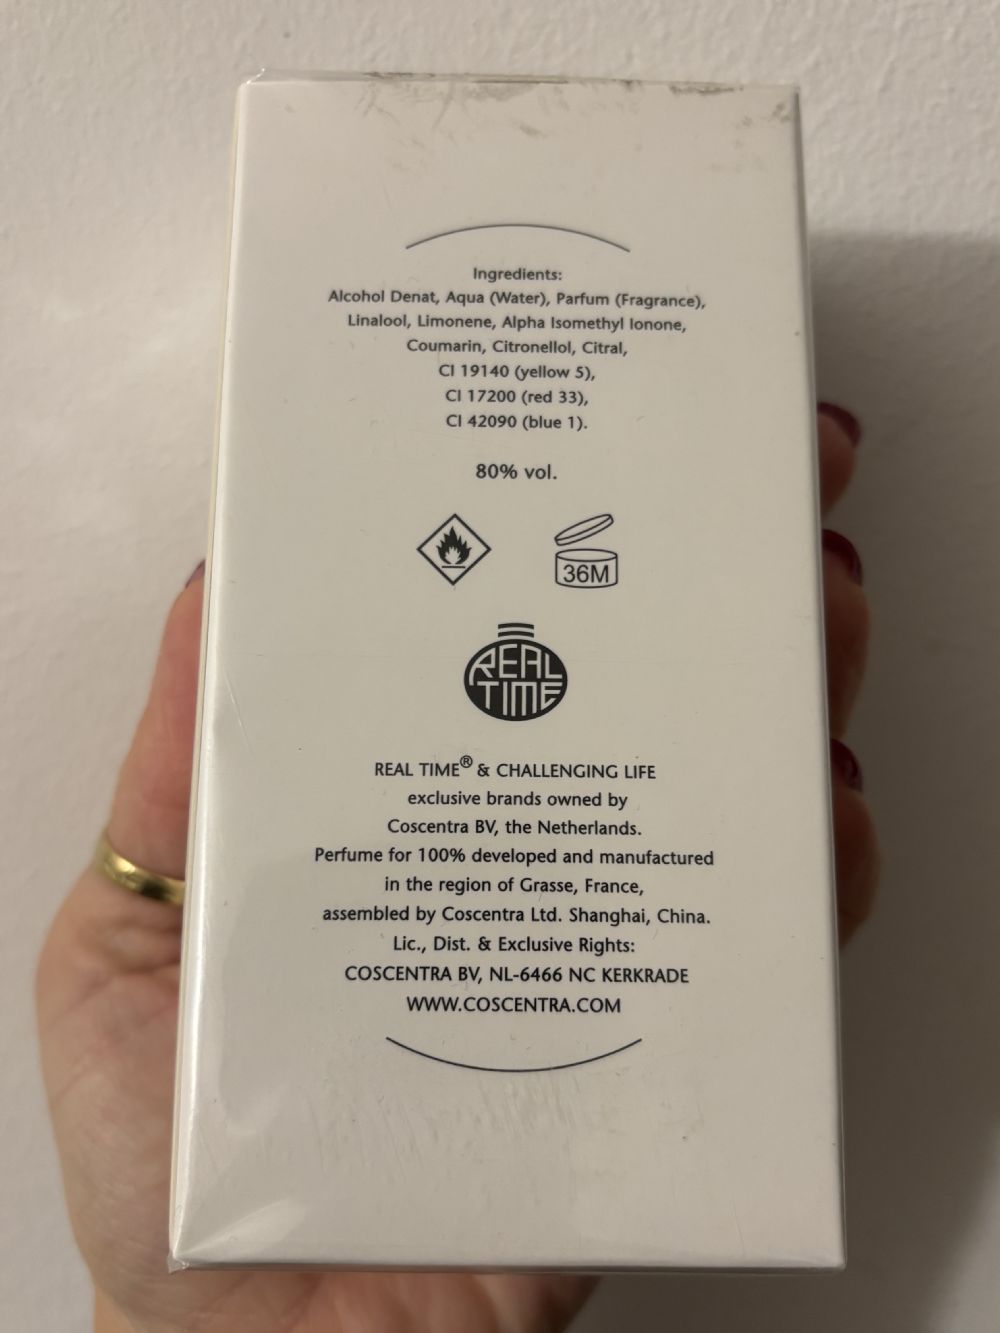 Ingredients:
Alcohol Denat, Aqua (Water), Parfum (Fragrance),
Linalool, Limonene, Alpha Isomethyl Ionone,
Coumarin, Citronellol, Citral,
CI 19140 (yellow 5),
CI 17200 (red 33),
CI 42090 (blue 1).
80% vol.
36M
REAL
TIME
REAL TIME® & CHALLENGING LIFE
exclusive brands owned by
Coscentra BV, the Netherlands.
Perfume for 100% developed and manufactured
in the region of Grasse, France,
assembled by Coscentra Ltd. Shanghai, China.
Lic., Dist. & Exclusive Rights:
COSCENTRA BV, NL-6466 NC KERKRADE
WWW.COSCENTRA.COM